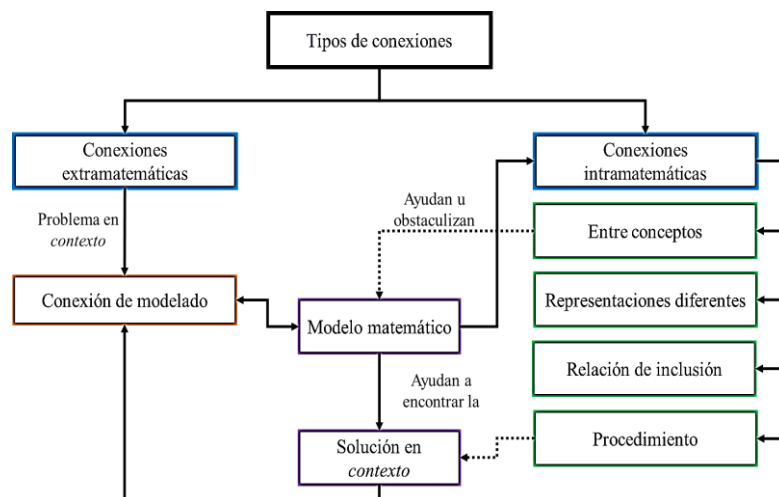 Tipos de conexiones
Conexiones
extramatemáticas
Conexiones
intramatemáticas
Problema en
contexto
Ayudan u
obstaculizan
Entre conceptos
Conexión de modelado
Representaciones diferentes
Modelo matemático
Relación de inclusión
Ayudan a
encontrar la
Solución en
contexto
Procedimiento